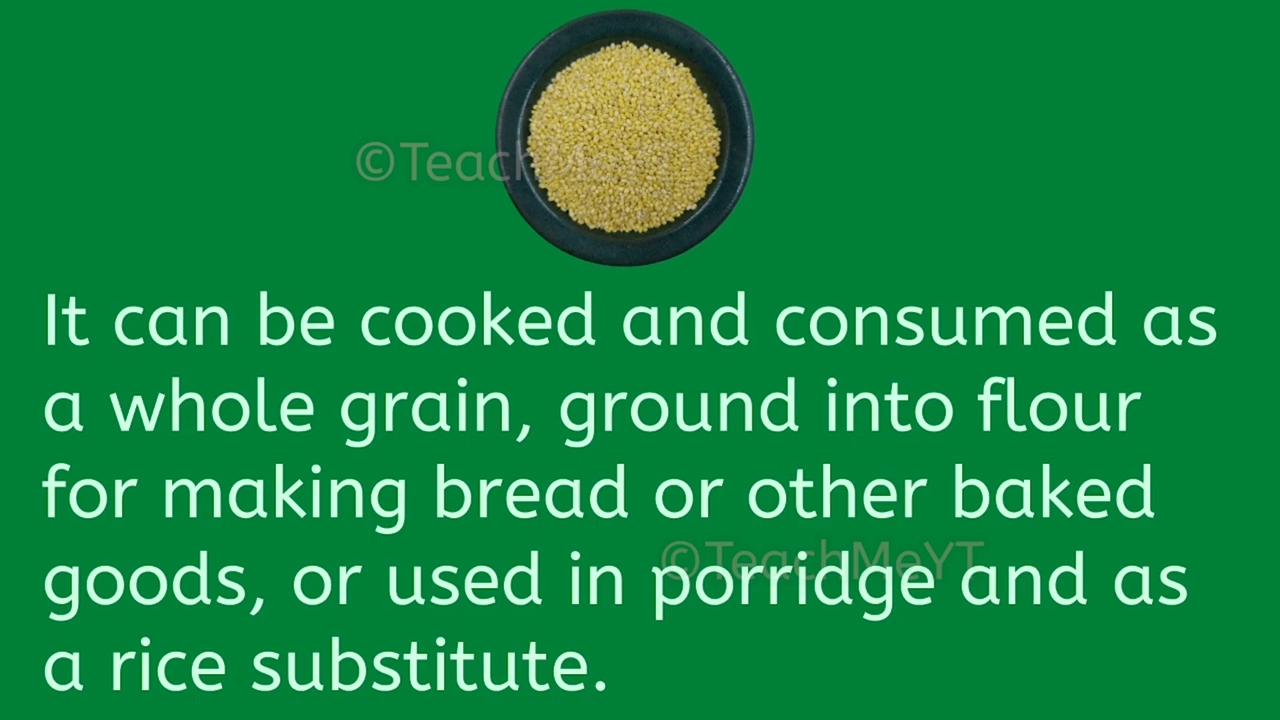 ©TeachMe
It can be cooked and consumed as
a whole grain, ground into flour
for making bread or other baked
©TeachMeYT
goods, or used in porridge and as
a rice substitute.